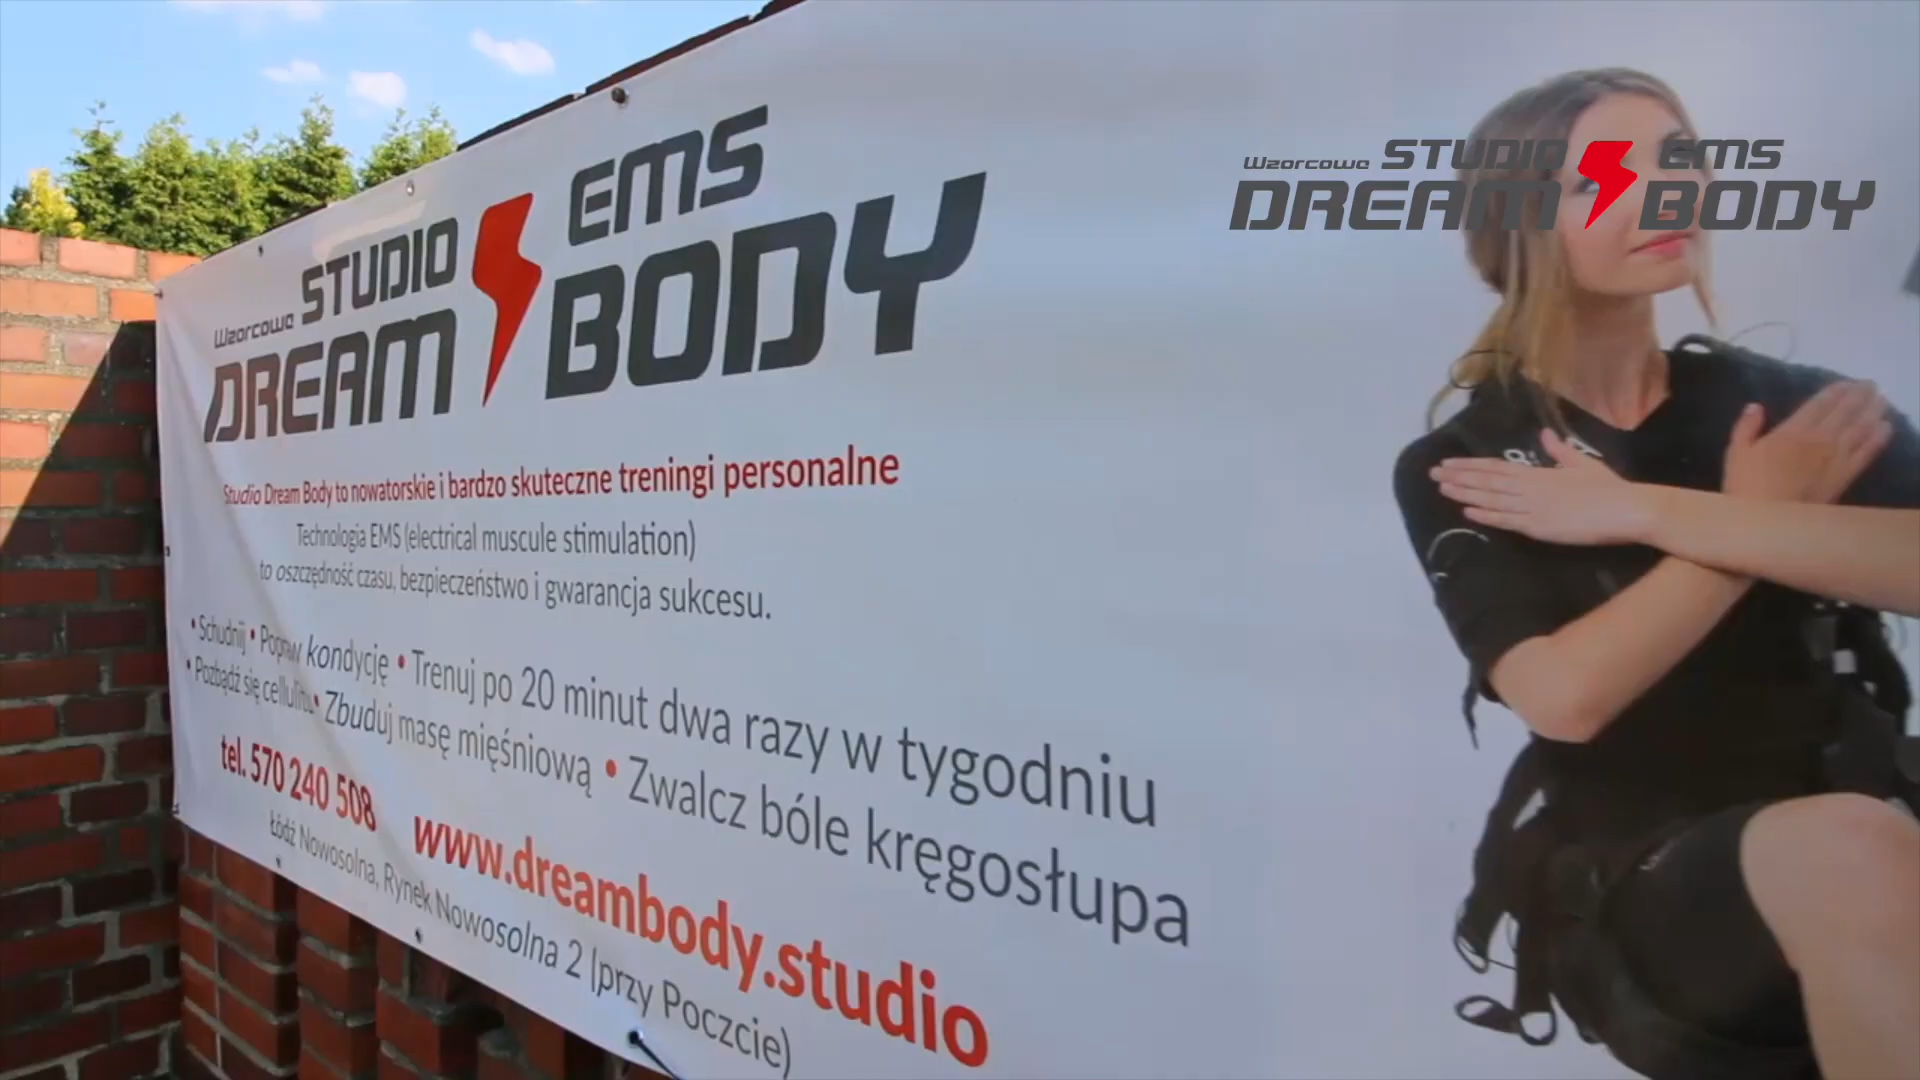 Wzorcowe STUDIO EMS
DREAM BODY
Studio Dream Body to nowatorskie i bardzo skuteczne treningi personalne
Technologia EMS (electrical muscule stimulation)
to oszczędność czasu, bezpieczeństwo i gwarancja sukcesu.
• Schudnij • Popraw kondycję • Trenuj po 20 minut dwa razy w tygodniu
• Pozbądź się cellulitu • Zbuduj masę mięśniową • Zwalcz bóle kręgosłupa
tel. 570 240 508 www.dreambody.studio
Łódź Nowosolna, Rynek Nowosolna 2 (przy Poczcie)
Wzorcowe STUDIO EMS
DREAM BODY